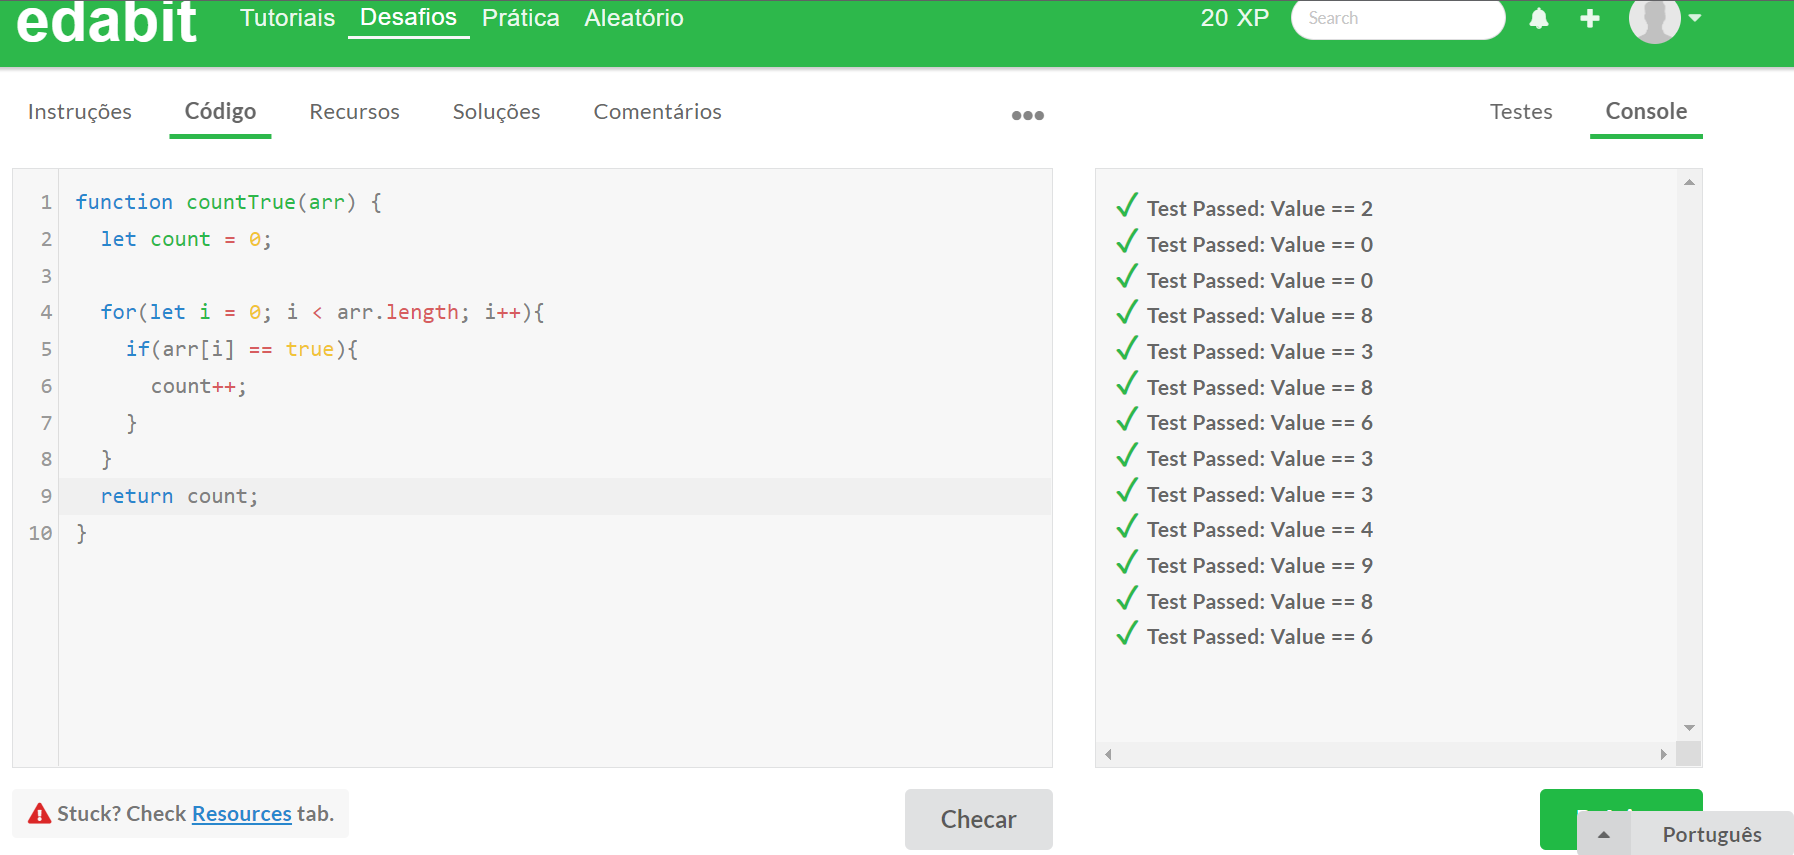 edabit Tutoriais Desafios Prática Aleatório 20 XP Search
Instruções Código Recursos Soluções Comentários ••• Testes Console
1 function countTrue(arr) {
2 let count = 0;
3
4 for(let i = 0; i < arr.length; i++){
5 if(arr[i] == true){
6 count++;
7 }
8 }
9 return count;
10 }
Test Passed: Value == 2
Test Passed: Value == 0
Test Passed: Value == 0
Test Passed: Value == 8
Test Passed: Value == 3
Test Passed: Value == 8
Test Passed: Value == 6
Test Passed: Value == 3
Test Passed: Value == 3
Test Passed: Value == 4
Test Passed: Value == 9
Test Passed: Value == 8
Test Passed: Value == 6
Stuck? Check Resources tab.
Checar
Português